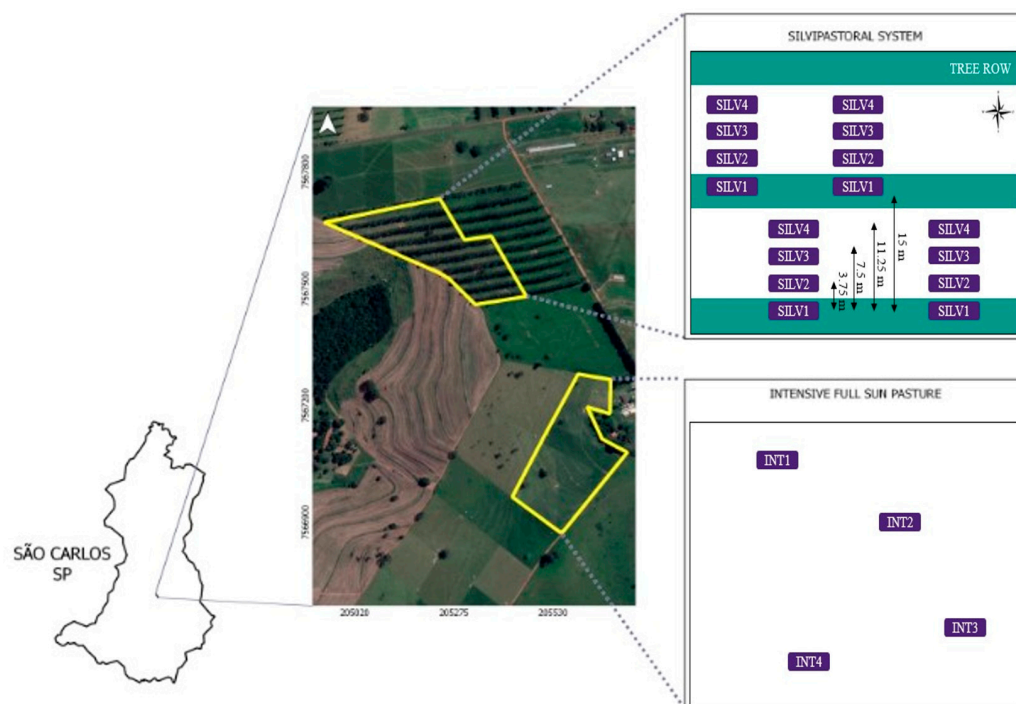 SILVIPASTORAL SYSTEM
TREE ROW
SILV4 SILV4
SILV3 SILV3
SILV2 SILV2
SILV1 SILV1
SILV4 SILV4
SILV3 SILV3
SILV2 SILV2
SILV1 SILV1
3.75 m
7.5 m
11.25 m
15 m
7567800
7567500
7567200
7566900
205020 205275 205530
SÃO CARLOS
SP
INTENSIVE FULL SUN PASTURE
INT1
INT2
INT3
INT4